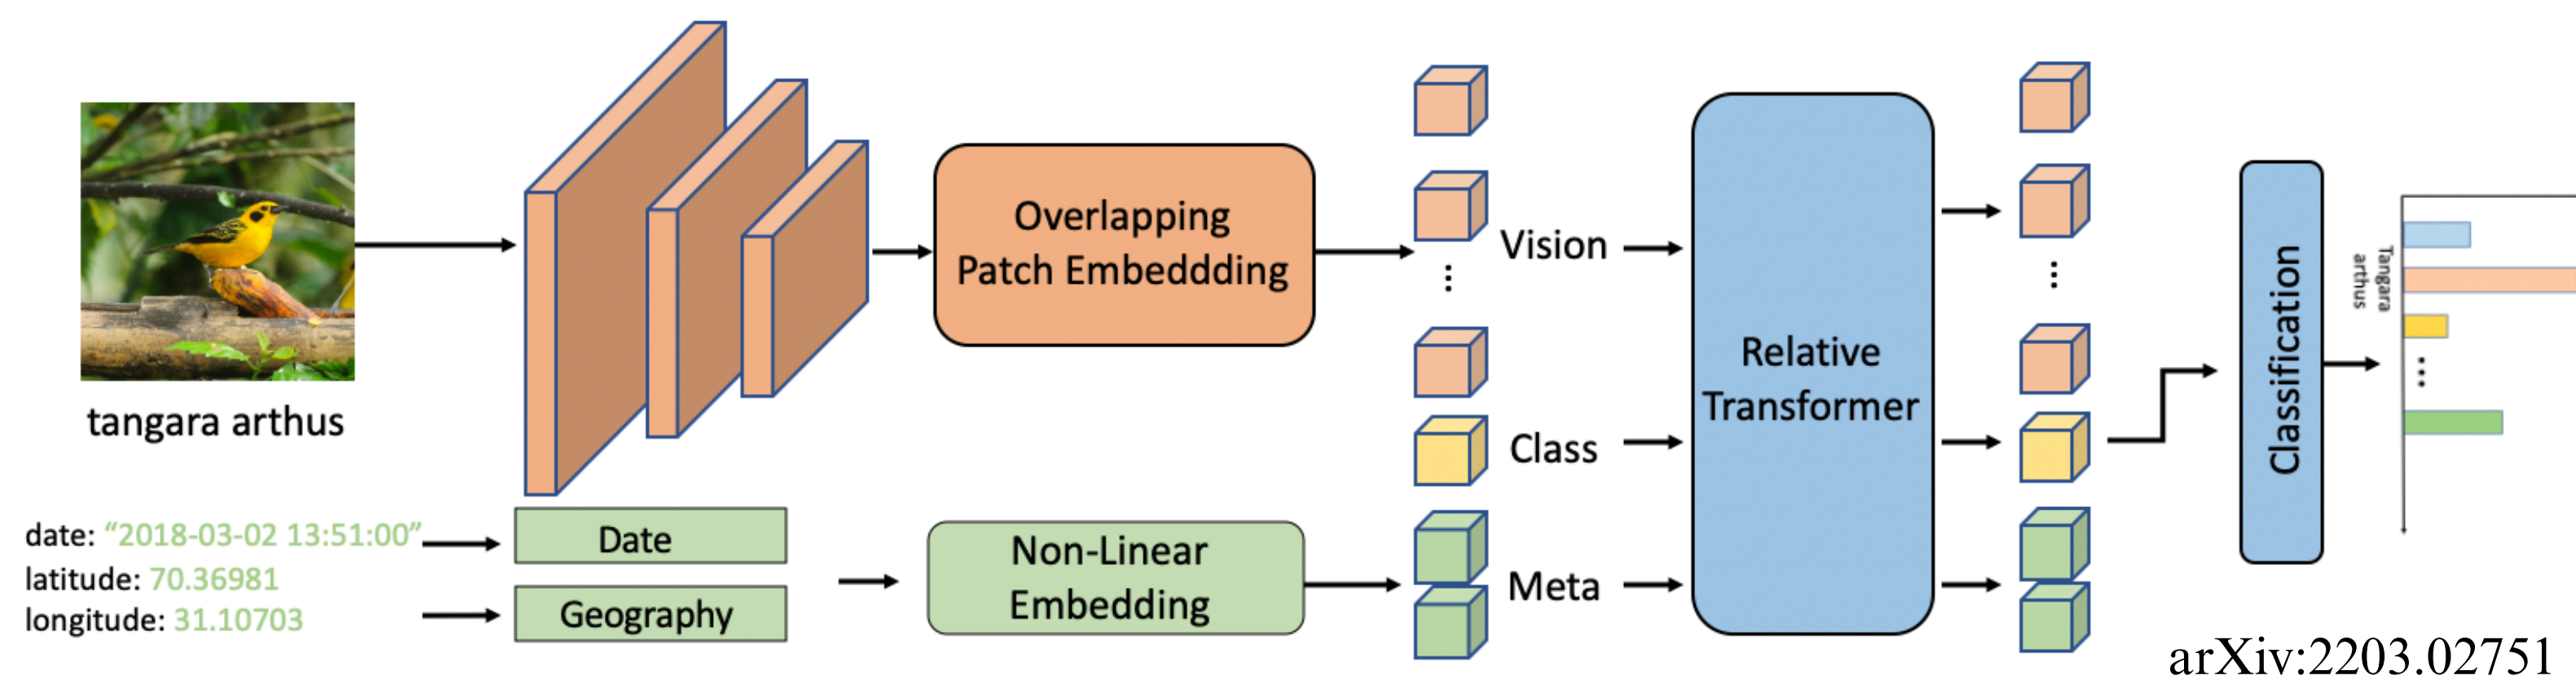 tangara arthus
date: “2018-03-02 13:51:00”
latitude: 70.36981
longitude: 31.10703
Date
Geography
Overlapping
Patch Embeddding
Non-Linear
Embedding
Vision
Class
Meta
Relative
Transformer
Classification
Tangara
arthus
arXiv:2203.02751